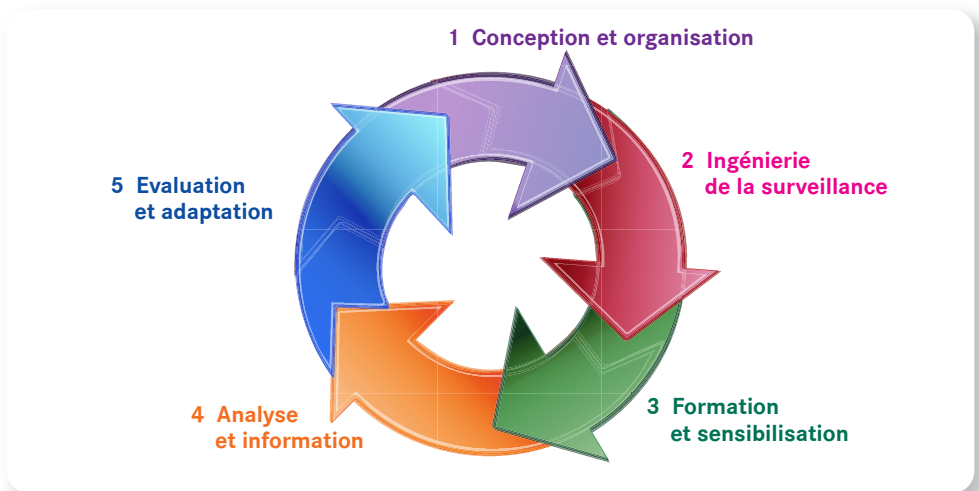 1 Conception et organisation
2 Ingénierie
de la surveillance
3 Formation
et sensibilisation
4 Analyse
et information
5 Evaluation
et adaptation